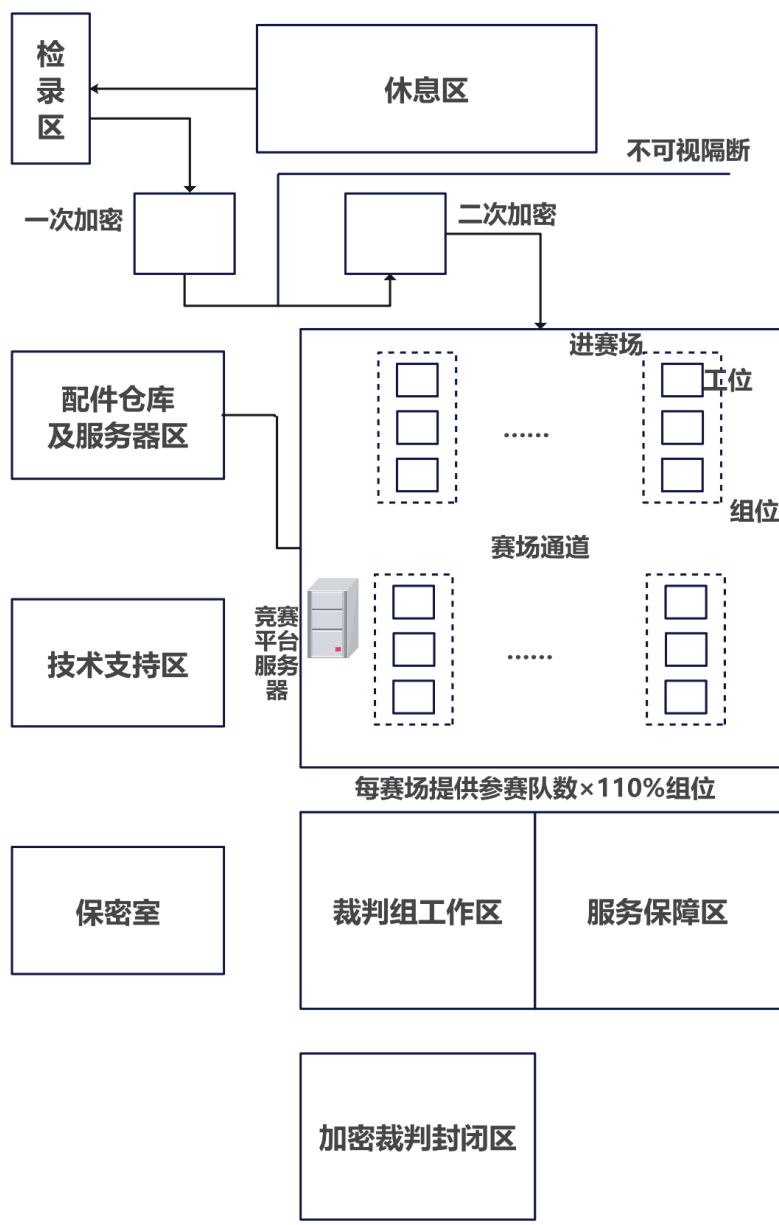 检
录
区
休息区
不可视隔断
一次加密
二次加密
进赛场
工位
配件仓库
及服务器区
……
组位
赛场通道
竞赛
平台
服务
器
技术支持区
……
每赛场提供参赛队数×110%组位
保密室
裁判组工作区
服务保障区
加密裁判封闭区